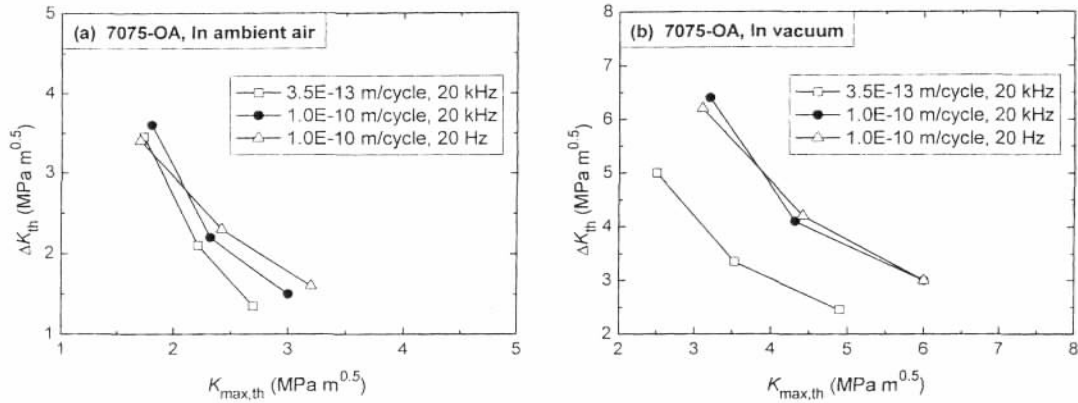 (a) 7075-OA, In ambient air
3.5E-13 m/cycle, 20 kHz
1.0E-10 m/cycle, 20 kHz
1.0E-10 m/cycle, 20 Hz
5
4
3
2
1
ΔK_th (MPa m^0.5)
1 2 3 4 5
K_max,th (MPa m^0.5)
(b) 7075-OA, In vacuum
3.5E-13 m/cycle, 20 kHz
1.0E-10 m/cycle, 20 kHz
1.0E-10 m/cycle, 20 Hz
8
7
6
5
4
3
2
ΔK_th (MPa m^0.5)
2 3 4 5 6 7 8
K_max,th (MPa m^0.5)